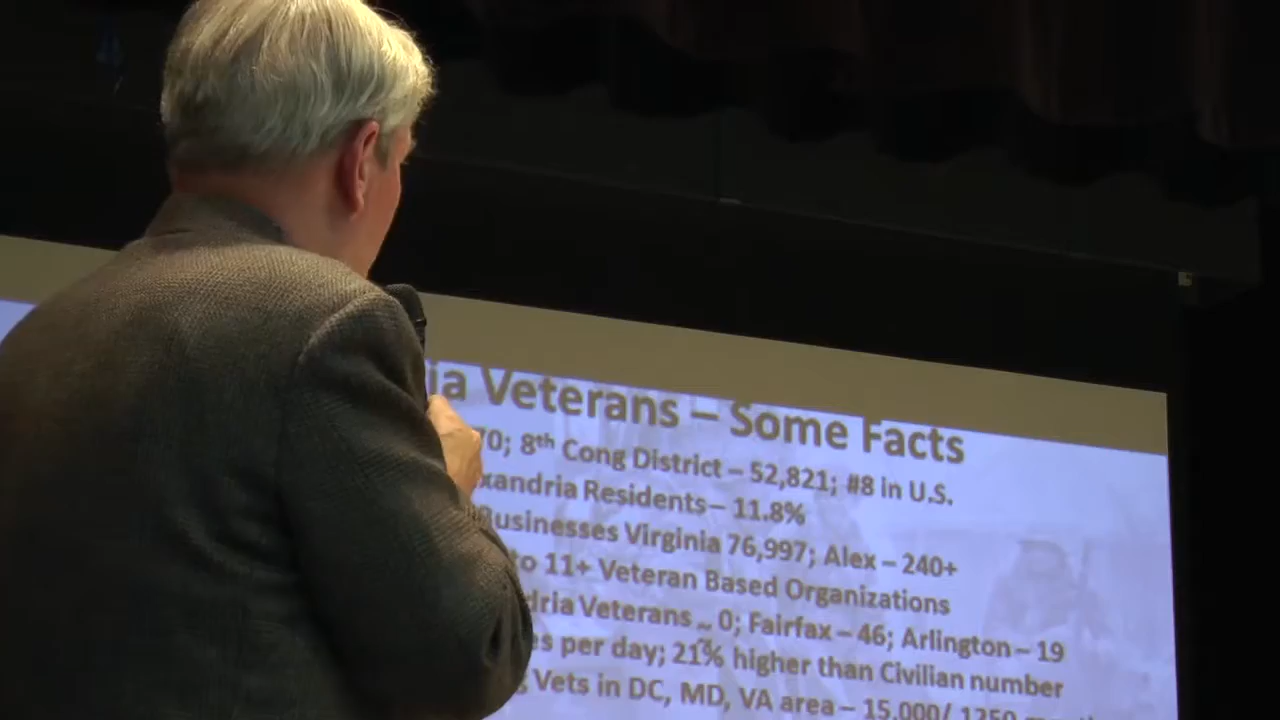 ia Veterans – Some Facts
70; 8th Cong District – 52,821; #8 in U.S.
xandria Residents– 11.8%
Businesses Virginia 76,997; Alex – 240+
to 11+ Veteran Based Organizations
dria Veterans ~ 0; Fairfax – 46; Arlington – 19
es per day; 21% higher than Civilian number
g Vets in DC, MD, VA area – 15,000/ 1250